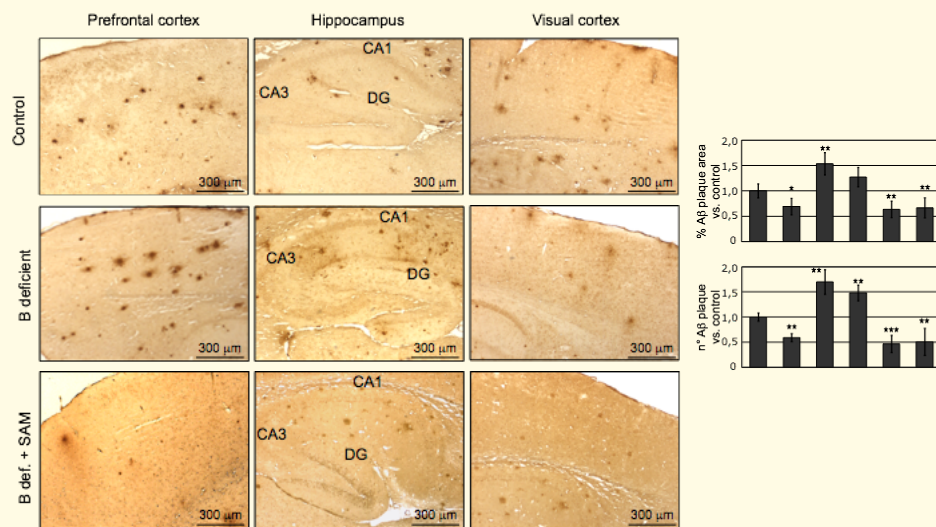 Prefrontal cortex Hippocampus Visual cortex
Control
CA1
CA3
DG
300 µm 300 µm 300 µm
B deficient
CA1
CA3
DG
300 µm 300 µm 300 µm
B def. + SAM
CA1
CA3
DG
300 µm 300 µm 300 µm
% Aβ plaque area
vs. control
2,0
1,5
1,0
0,5
0
* ** ** **
n° Aβ plaque
vs. control
2,0
1,5
1,0
0,5
0
** ** ** *** **